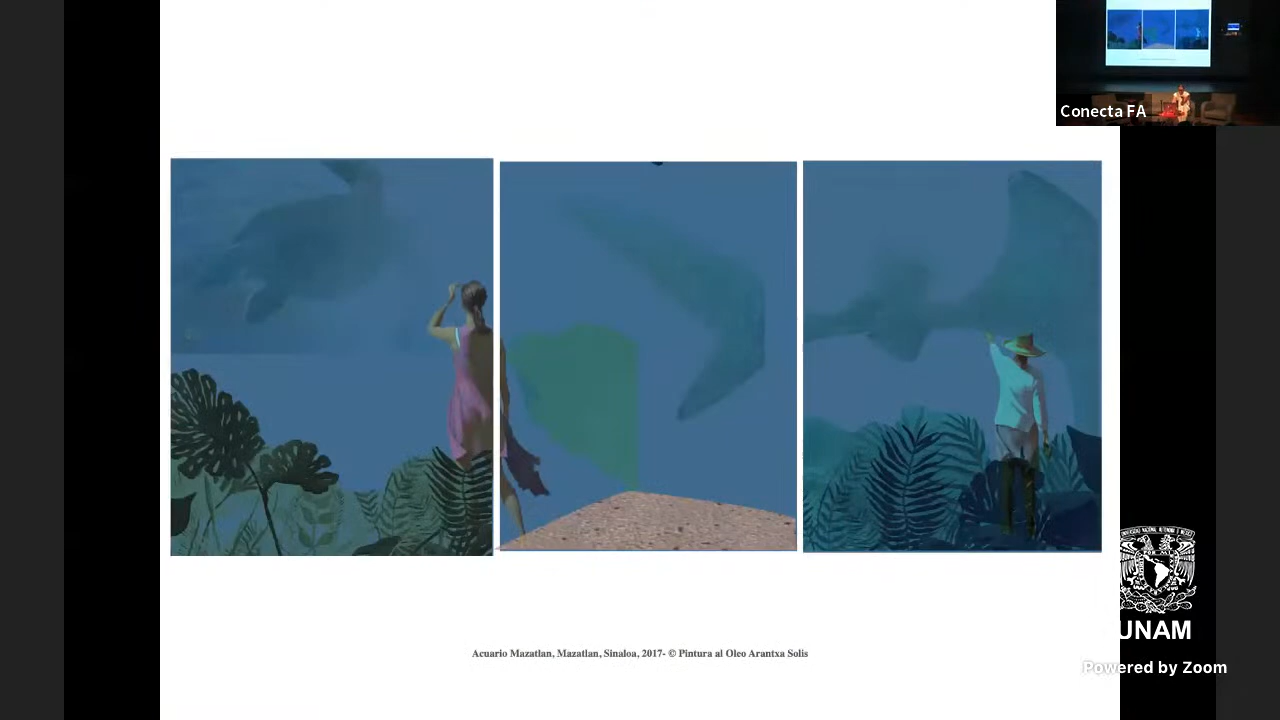 Conecta FA
Acuario Mazatlan, Mazatlan, Sinaloa, 2017- © Pintura al Oleo Arantxa Solis
UNAM
Powered by Zoom